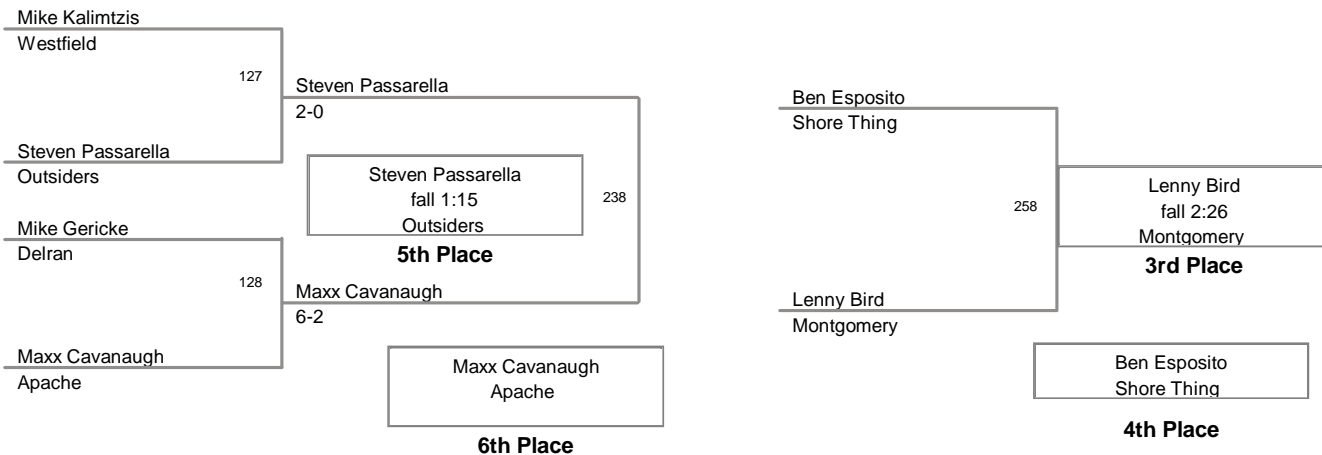 Mike Kalimtzis
Westfield
127
Steven Passarella
2-0
Steven Passarella
Outsiders
Steven Passarella
fall 1:15
Outsiders
5th Place
238
Mike Gericke
Delran
128
Maxx Cavanaugh
6-2
Maxx Cavanaugh
Apache
Maxx Cavanaugh
Apache
6th Place
Ben Esposito
Shore Thing
258
Lenny Bird
fall 2:26
Montgomery
3rd Place
Lenny Bird
Montgomery
Ben Esposito
Shore Thing
4th Place